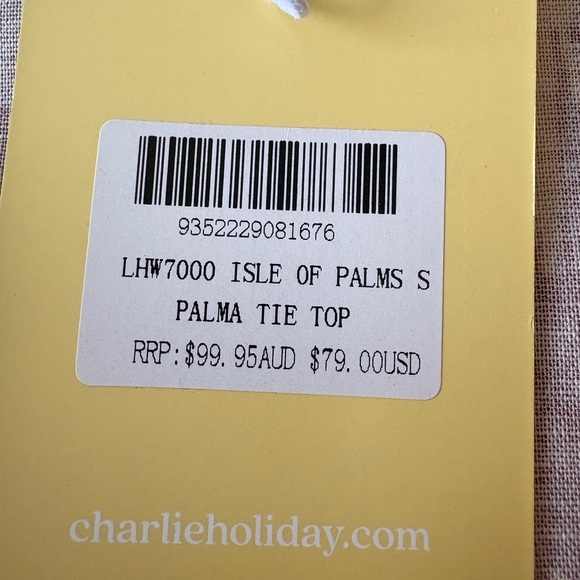 9352229081676
LHW7000 ISLE OF PALMS S
PALMA TIE TOP
RRP:$99.95AUD $79.00USD
charlieholiday.com